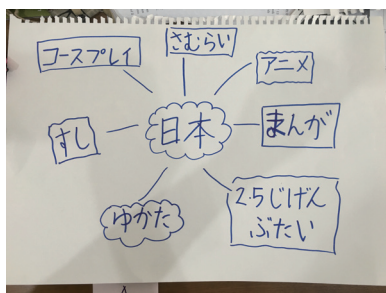 さむらい
コースプレイ
アニメ
すし
日本
まんが
ゆかた
2.5じげん
ぶたい